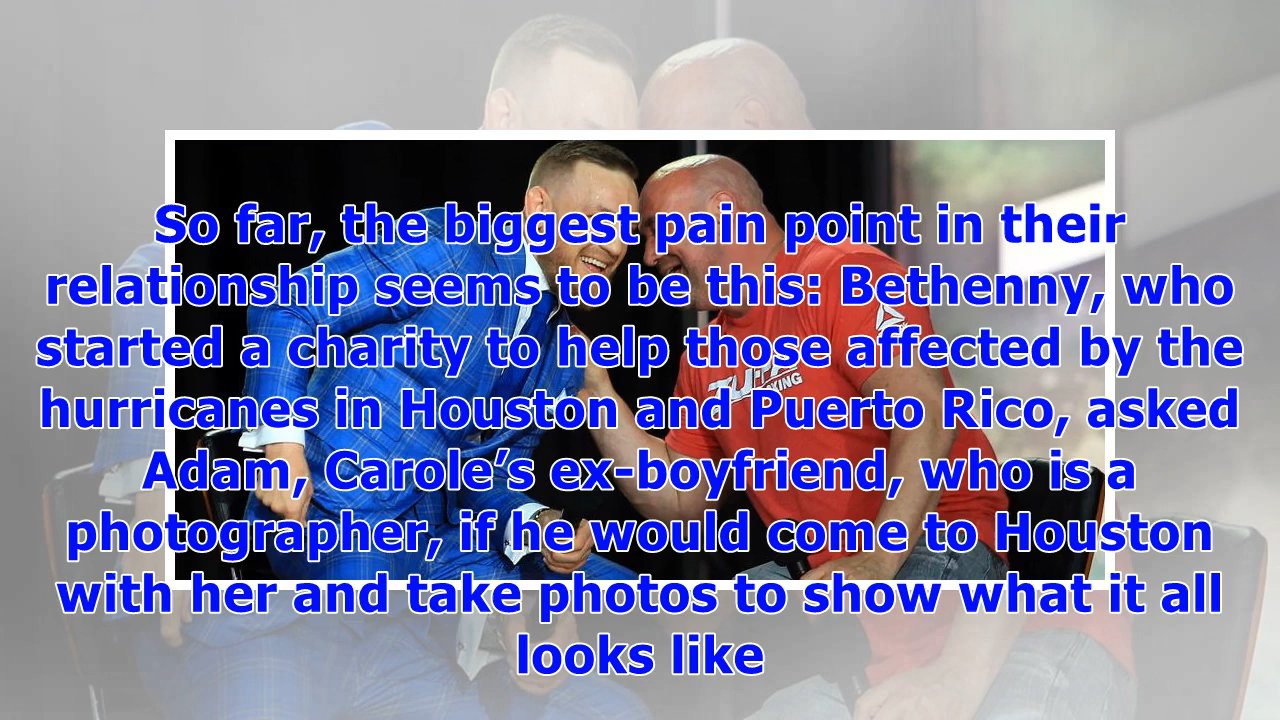 So far, the biggest pain point in their
relationship seems to be this: Bethenny, who
started a charity to help those affected by the
hurricanes in Houston and Puerto Rico, asked
Adam, Carole’s ex-boyfriend, who is a
photographer, if he would come to Houston
with her and take photos to show what it all
looks like